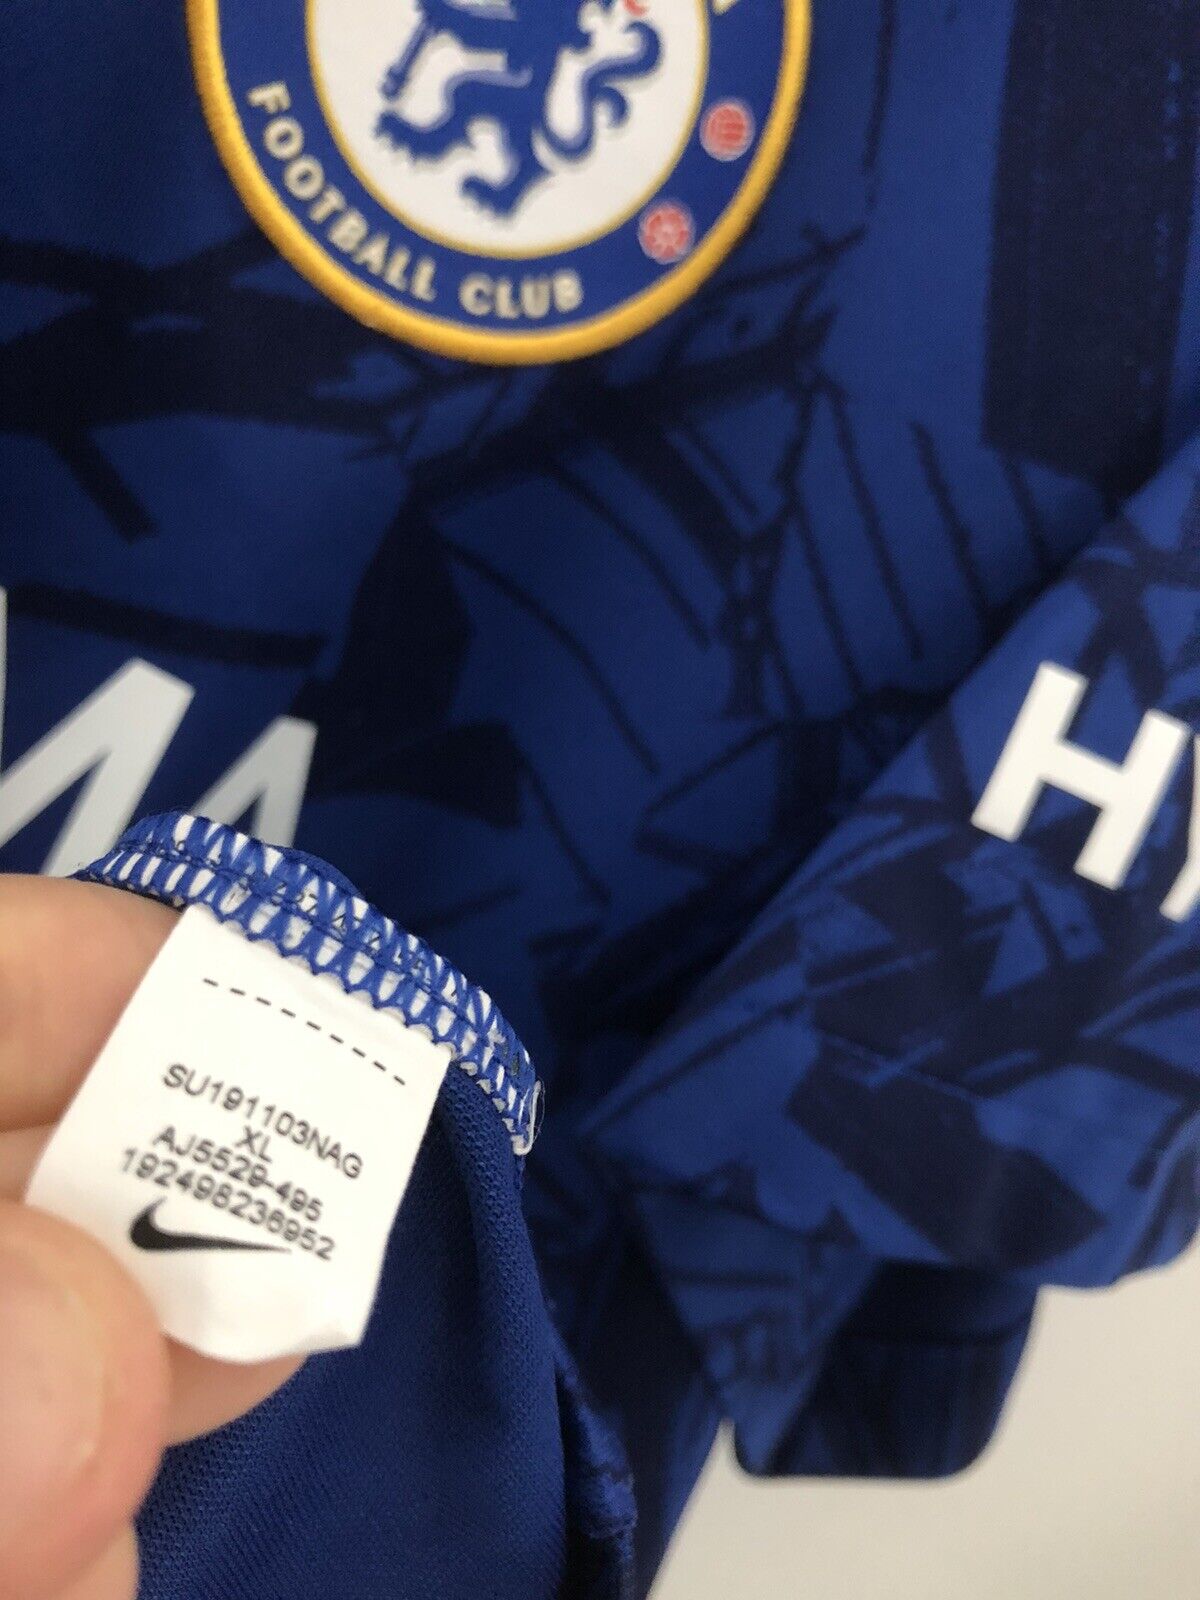 FOOTBALL CLUB
H
SU191103NAG
XL
AJ5529-495
192498236952